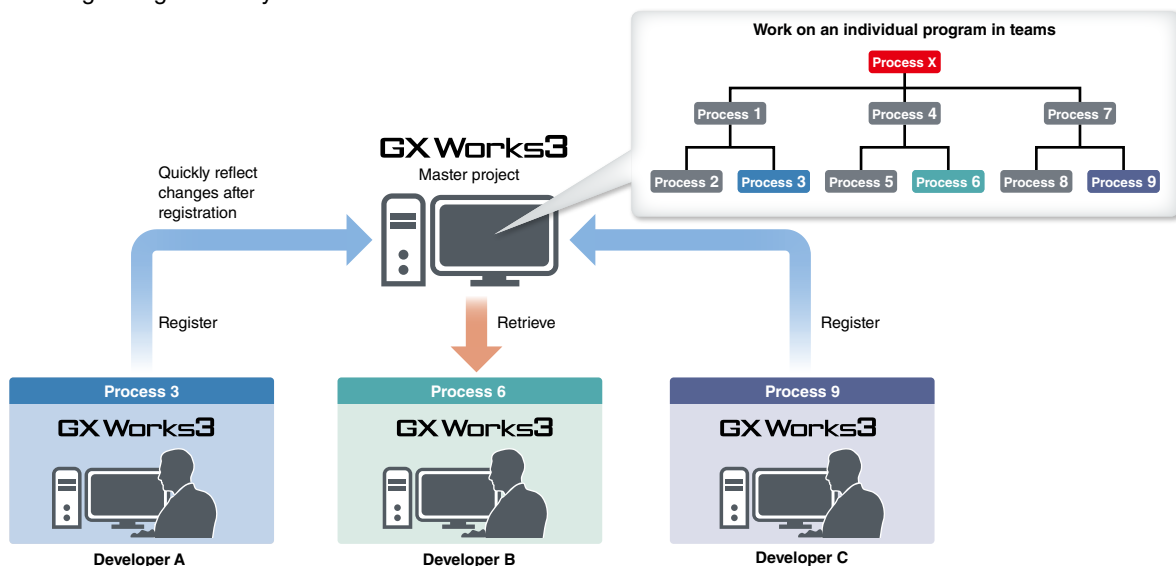 Work on an individual program in teams
Process X
Process 1
Process 4
Process 7
Process 2
Process 3
Process 5
Process 6
Process 8
Process 9
GX Works3
Master project
Quickly reflect
changes after
registration
Register
Retrieve
Register
Process 3
GX Works3
Developer A
Process 6
GX Works3
Developer B
Process 9
GX Works3
Developer C